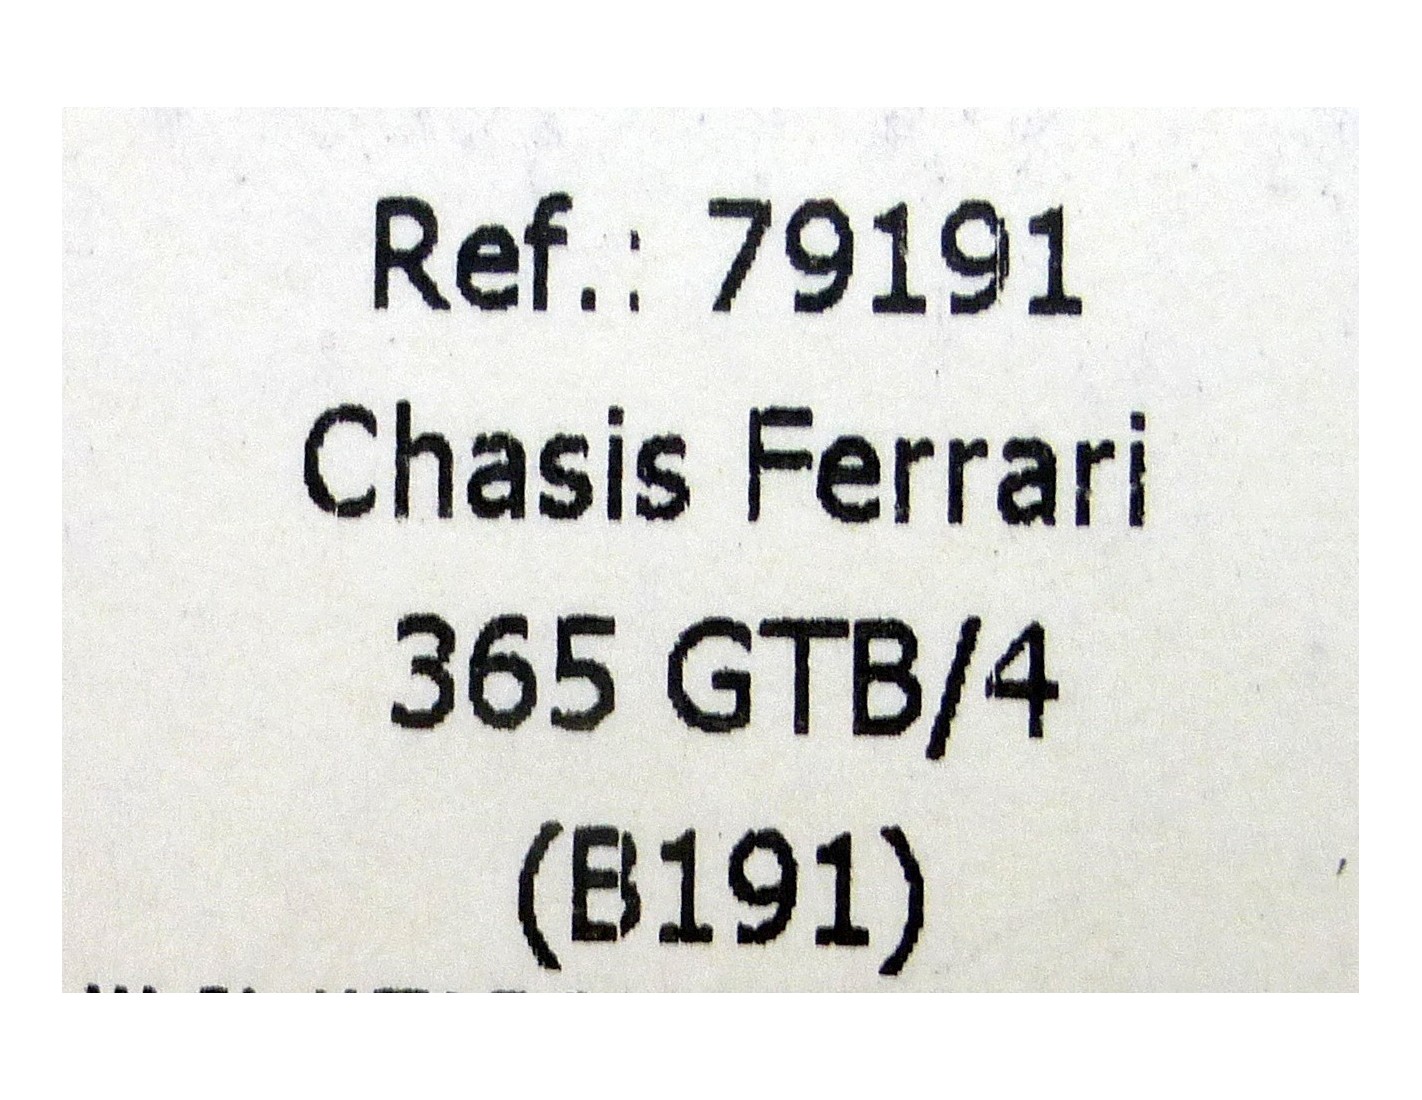 Ref.: 79191
Chasis Ferrari
365 GTB/4
(B191)